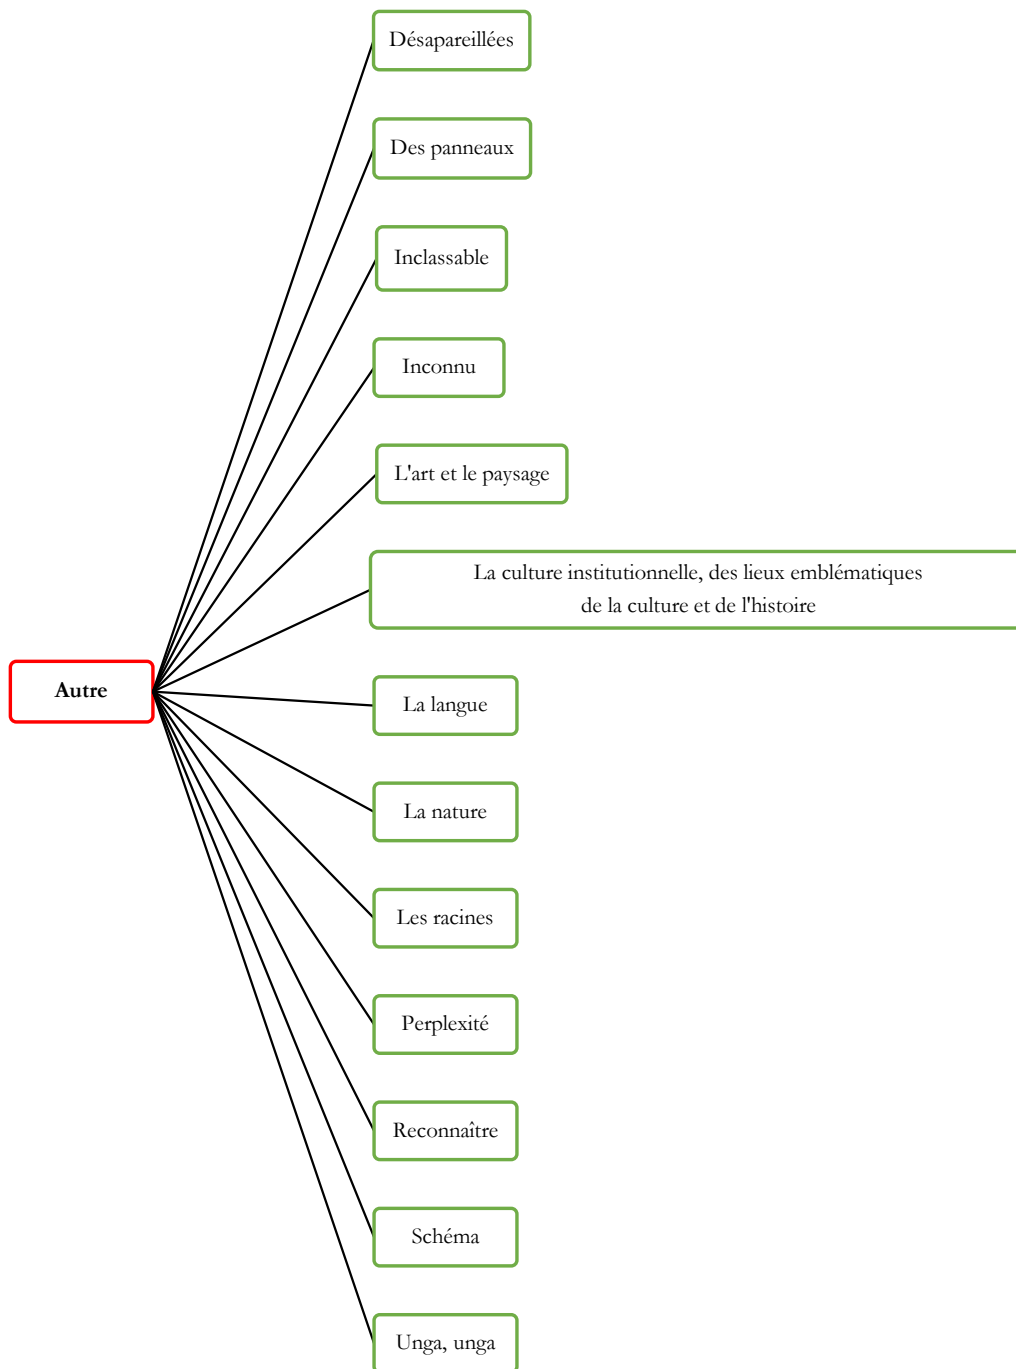 Désapareillées
Des panneaux
Inclassable
Inconnu
L'art et le paysage
La culture institutionnelle, des lieux emblématiques
de la culture et de l'histoire
Autre
La langue
La nature
Les racines
Perplexité
Reconnaître
Schéma
Unga, unga